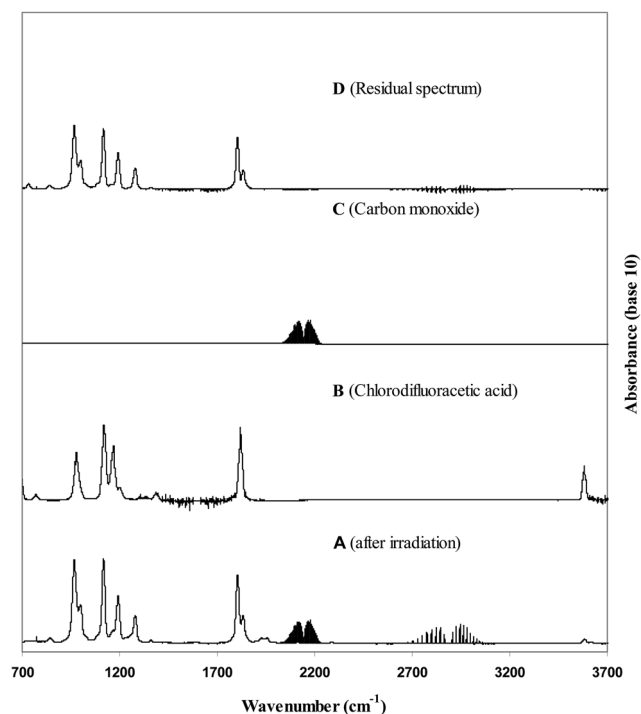 D (Residual spectrum)
C (Carbon monoxide)
B (Chlorodifluoracetic acid)
A (after irradiation)
Absorbance (base 10)
700 1200 1700 2200 2700 3200 3700
Wavenumber (cm⁻¹)